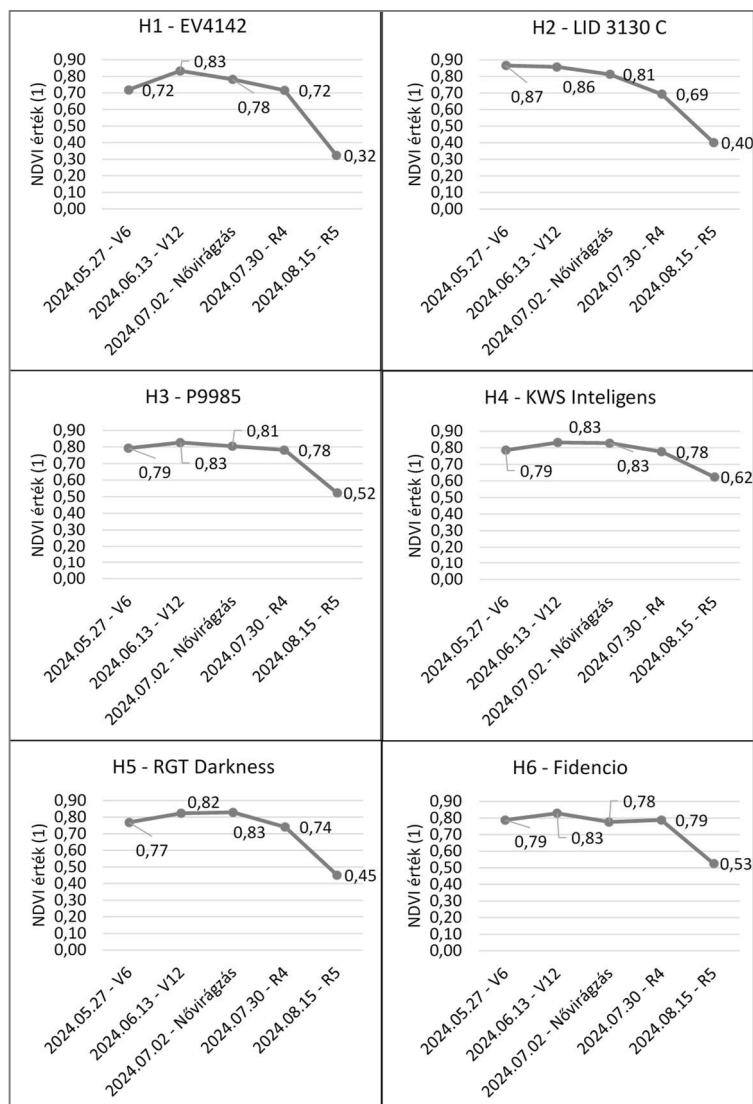 H1 - EV4142
NDVI érték (1)
0,90
0,80
0,70
0,60
0,50
0,40
0,30
0,20
0,10
0,00
0,72
0,83
0,78
0,72
0,32
2024.05.27 - V6
2024.06.13 - V12
2024.07.02 - Nővirágzás
2024.07.30 - R4
2024.08.15 - R5
H2 - LID 3130 C
NDVI érték (1)
0,90
0,80
0,70
0,60
0,50
0,40
0,30
0,20
0,10
0,00
0,87
0,86
0,81
0,69
0,40
2024.05.27 - V6
2024.06.13 - V12
2024.07.02 - Nővirágzás
2024.07.30 - R4
2024.08.15 - R5
H3 - P9985
NDVI érték (1)
0,90
0,80
0,70
0,60
0,50
0,40
0,30
0,20
0,10
0,00
0,79
0,83
0,81
0,78
0,52
2024.05.27 - V6
2024.06.13 - V12
2024.07.02 - Nővirágzás
2024.07.30 - R4
2024.08.15 - R5
H4 - KWS Inteligens
NDVI érték (1)
0,90
0,80
0,70
0,60
0,50
0,40
0,30
0,20
0,10
0,00
0,79
0,83
0,83
0,78
0,62
2024.05.27 - V6
2024.06.13 - V12
2024.07.02 - Nővirágzás
2024.07.30 - R4
2024.08.15 - R5
H5 - RGT Darkness
NDVI érték (1)
0,90
0,80
0,70
0,60
0,50
0,40
0,30
0,20
0,10
0,00
0,77
0,82
0,83
0,74
0,45
2024.05.27 - V6
2024.06.13 - V12
2024.07.02 - Nővirágzás
2024.07.30 - R4
2024.08.15 - R5
H6 - Fidencio
NDVI érték (1)
0,90
0,80
0,70
0,60
0,50
0,40
0,30
0,20
0,10
0,00
0,79
0,83
0,78
0,79
0,53
2024.05.27 - V6
2024.06.13 - V12
2024.07.02 - Nővirágzás
2024.07.30 - R4
2024.08.15 - R5